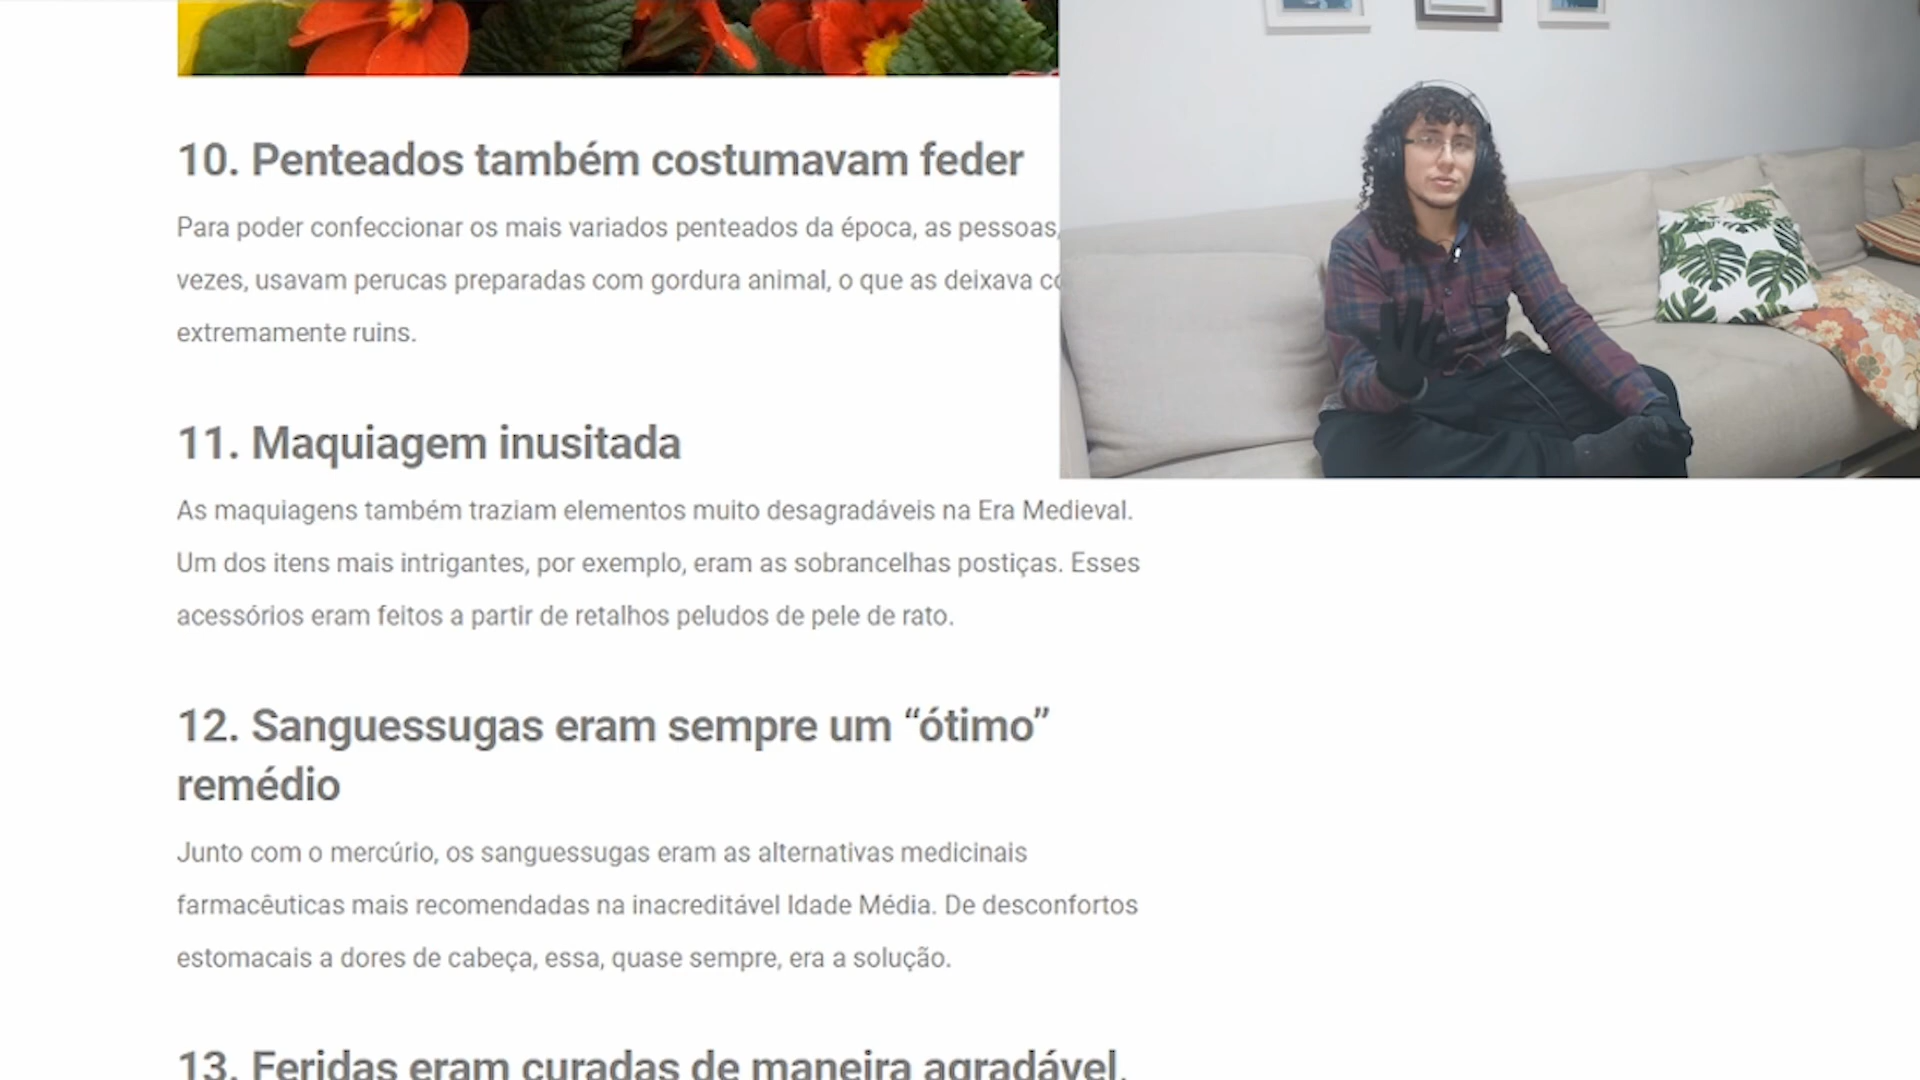 10. Penteados também costumavam feder
Para poder confeccionar os mais variados penteados da época, as pessoas,
vezes, usavam perucas preparadas com gordura animal, o que as deixava
extremamente ruins.
11. Maquiagem inusitada
As maquiagens também traziam elementos muito desagradáveis na Era Medieval.
Um dos itens mais intrigantes, por exemplo, eram as sobrancelhas postiças. Esses
acessórios eram feitos a partir de retalhos peludos de pele de rato.
12. Sanguessugas eram sempre um “ótimo”
remédio
Junto com o mercúrio, os sanguessugas eram as alternativas medicinais
farmacêuticas mais recomendadas na inacreditável Idade Média. De desconfortos
estomacais a dores de cabeça, essa, quase sempre, era a solução.
13. Feridas eram curadas de maneira agradável,